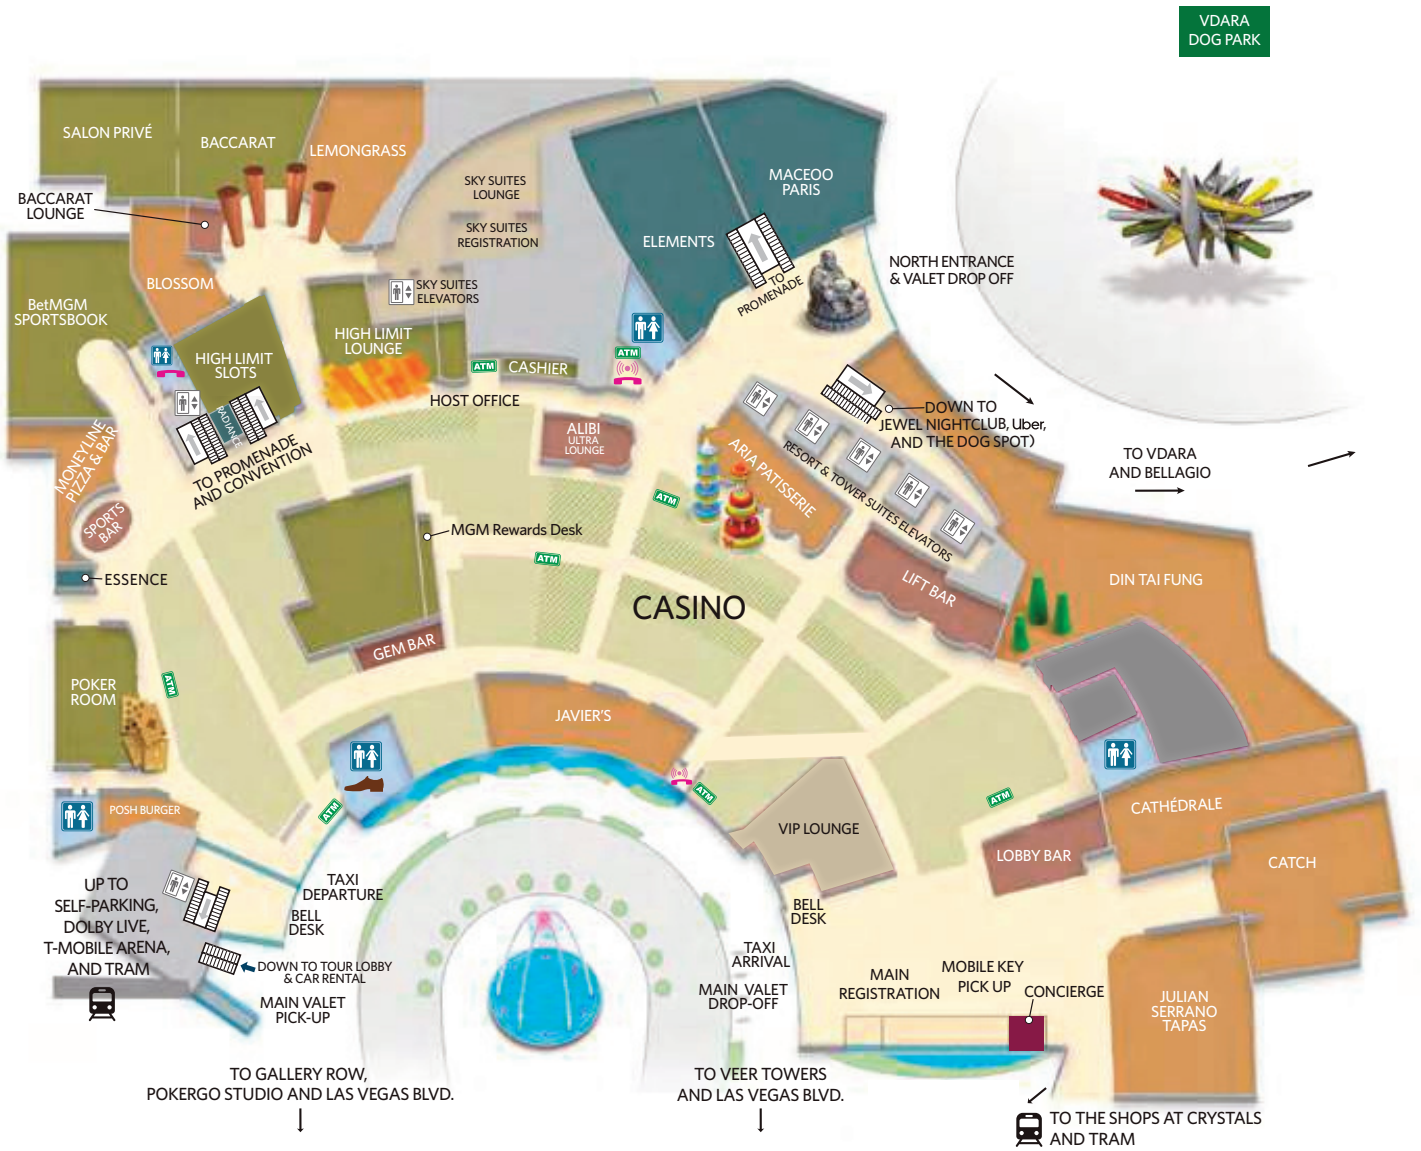 VDARA
DOG PARK
SALON PRIVÉ
BACCARAT
LEMONGRASS
BACCARAT
LOUNGE
SKY SUITES
LOUNGE
SKY SUITES
REGISTRATION
SKY SUITES
ELEVATORS
MACEOO
PARIS
ELEMENTS
TO
PROMENADE
NORTH ENTRANCE
& VALET DROP OFF
BLOSSOM
BetMGM
SPORTSBOOK
HIGH LIMIT
SLOTS
HIGH LIMIT
LOUNGE
ATM
CASHIER
ATM
HOST OFFICE
RADIANCE
TO PROMENADE
AND CONVENTION
ALIBI
ULTRA
LOUNGE
DOWN TO
JEWEL NIGHTCLUB, Uber,
AND THE DOG SPOT)
TO VDARA
AND BELLAGIO
MONEYLINE
PIZZA & BAR
SPORTS
BAR
ARIA PATISSERIE
RESORT & TOWER SUITES ELEVATORS
ATM
MGM Rewards Desk
ATM
ESSENCE
CASINO
LIFT BAR
DIN TAI FUNG
GEM BAR
POKER
ROOM
ATM
JAVIER'S
ATM
ATM
ATM
POSH BURGER
VIP LOUNGE
CATHÉDRALE
LOBBY BAR
CATCH
UP TO
SELF-PARKING,
DOLBY LIVE,
T-MOBILE ARENA,
AND TRAM
TAXI
DEPARTURE
BELL
DESK
DOWN TO TOUR LOBBY
& CAR RENTAL
MAIN VALET
PICK-UP
BELL
DESK
TAXI
ARRIVAL
MAIN VALET
DROP-OFF
MAIN
REGISTRATION
MOBILE KEY
PICK UP
CONCIERGE
JULIAN
SERRANO
TAPAS
TO GALLERY ROW,
POKERGO STUDIO AND LAS VEGAS BLVD.
TO VEER TOWERS
AND LAS VEGAS BLVD.
TO THE SHOPS AT CRYSTALS
AND TRAM